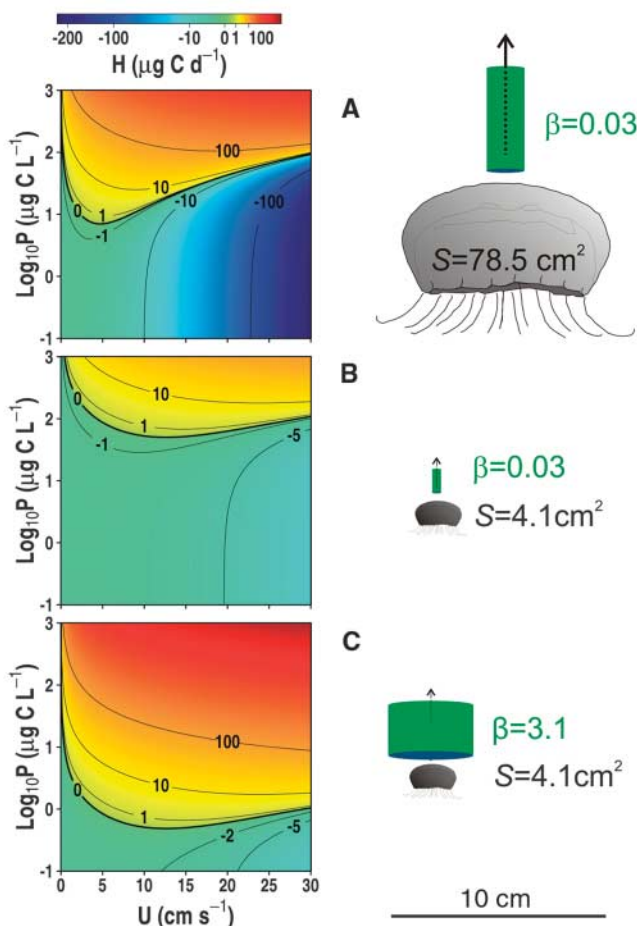 -200 -100 -10 0 1 100
H (μg C d⁻¹)
A
3
2
1
0
-1
Log₁₀P (μg C L⁻¹)
100
10
1
0
-1
-10
-100
β=0.03
S=78.5 cm²
B
3
2
1
0
-1
Log₁₀P (μg C L⁻¹)
10
0
1
-1
-5
β=0.03
S=4.1cm²
C
3
2
1
0
-1
Log₁₀P (μg C L⁻¹)
100
10
0
1
-2
-5
β=3.1
S=4.1cm²
0 5 10 15 20 25 30
U (cm s⁻¹)
10 cm